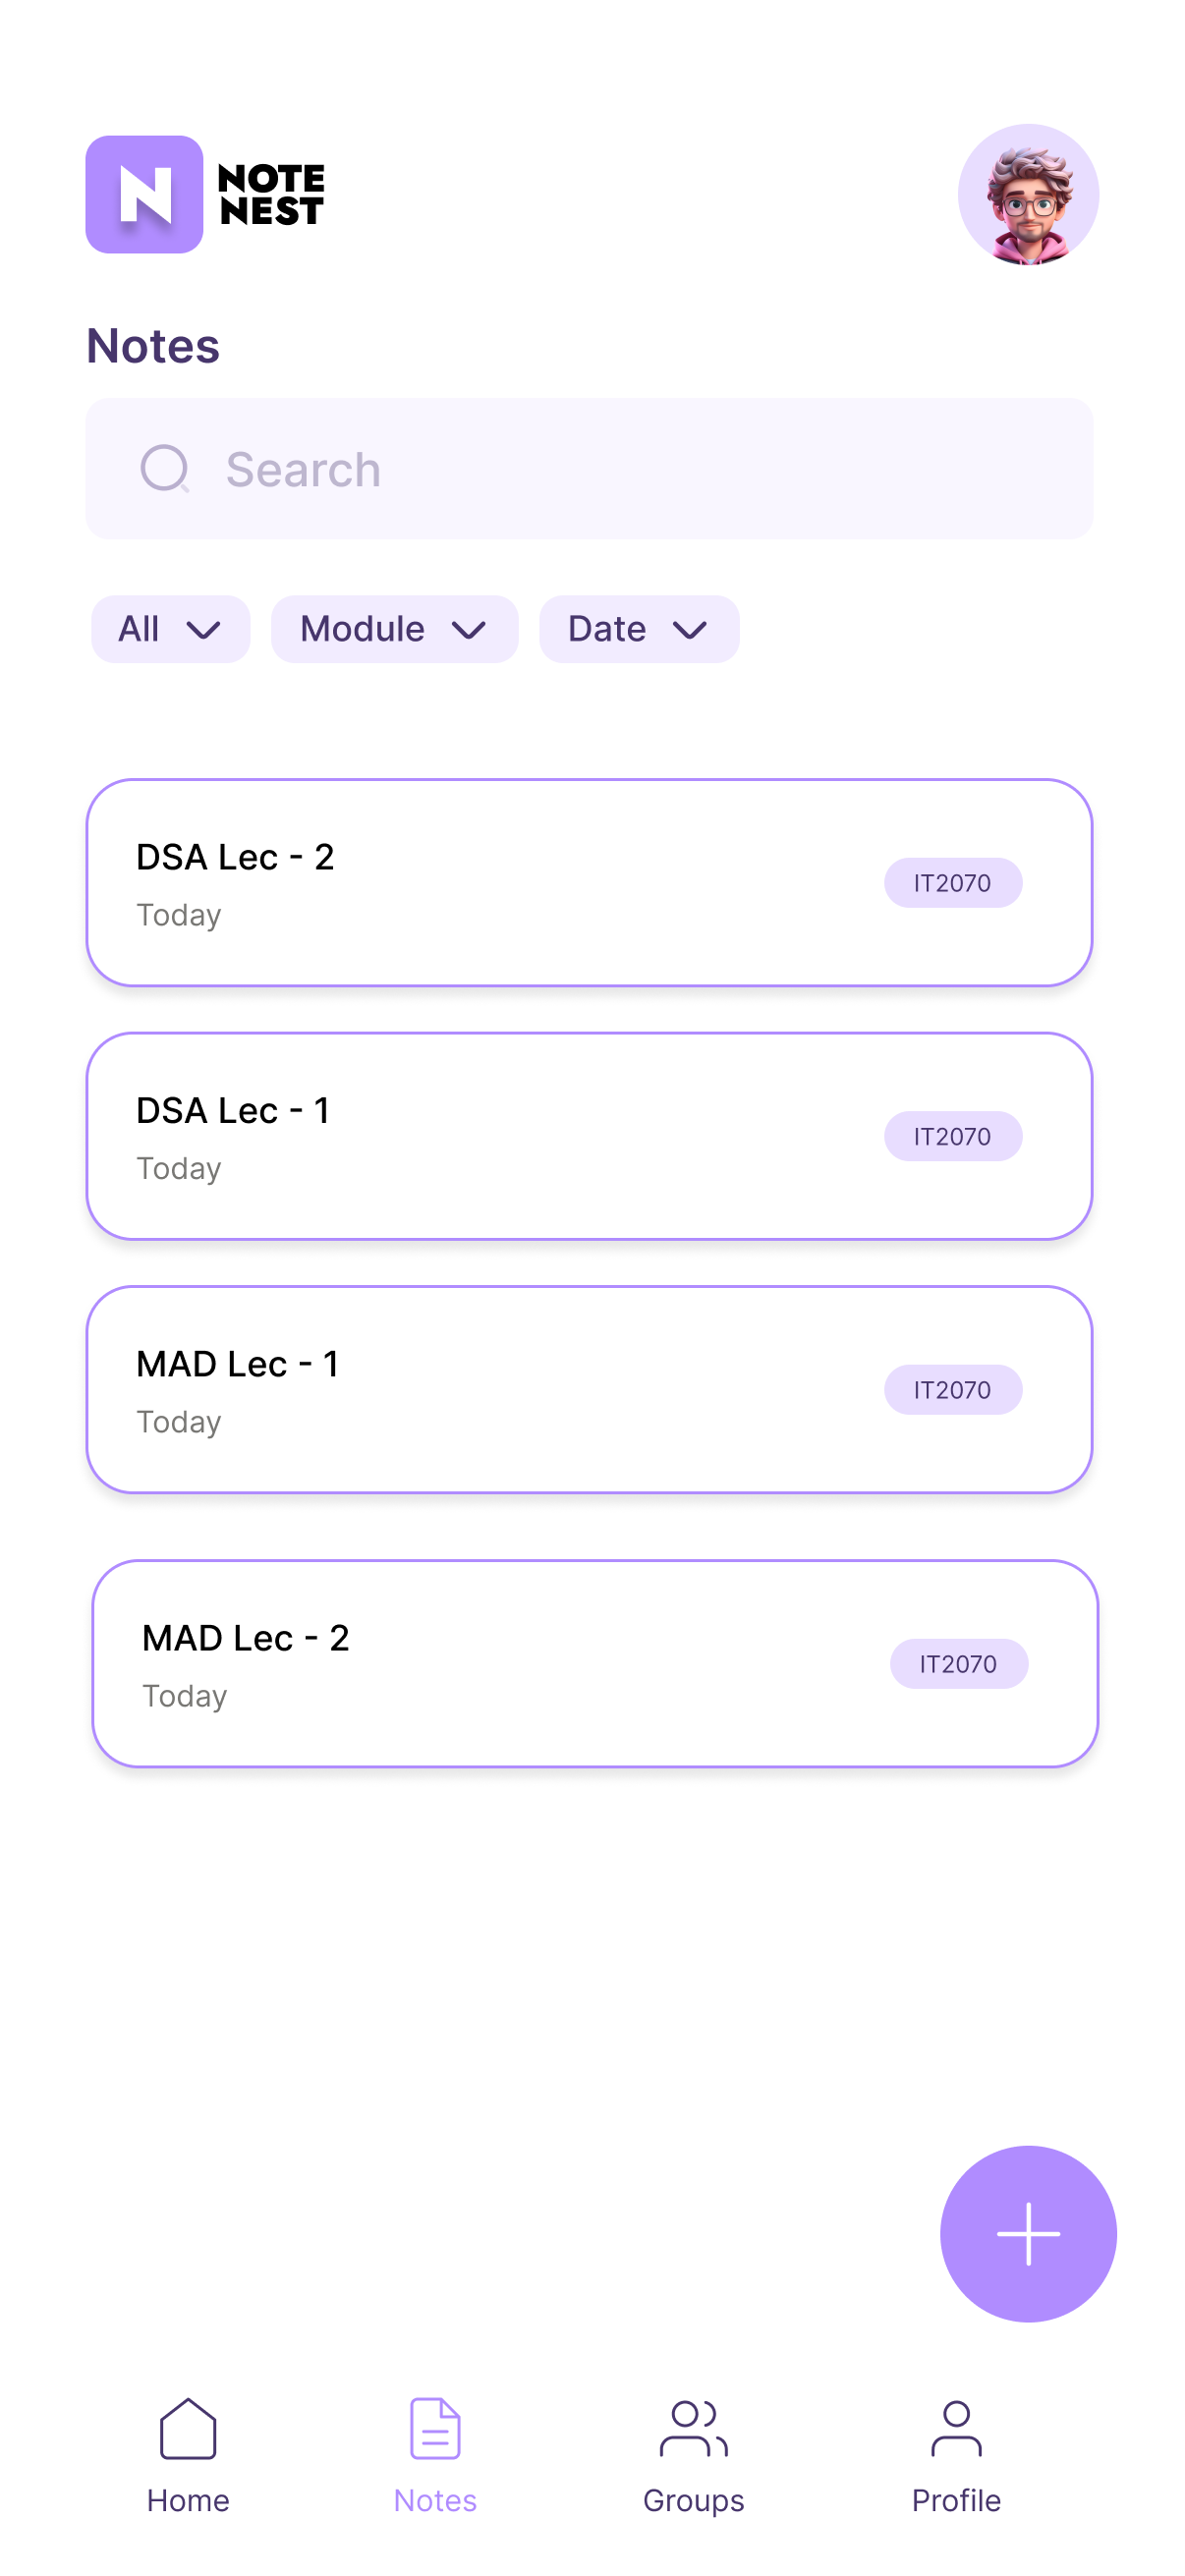 N
NOTE
NEST
Notes
Search
All Module Date
DSA Lec - 2
Today
IT2070
DSA Lec - 1
Today
IT2070
MAD Lec - 1
Today
IT2070
MAD Lec - 2
Today
IT2070
Home Notes Groups Profile